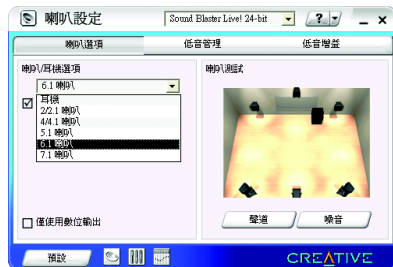 喇叭設定
Sound Blaster Live! 24-bit
?
喇叭選項
低音管理
低音增益
喇叭/耳機選項
6.1 喇叭
耳機
2/2.1 喇叭
4/4.1 喇叭
5.1 喇叭
6.1 喇叭
7.1 喇叭
僅使用數位輸出
喇叭測試
聲道
噪音
預設
CREATIVE